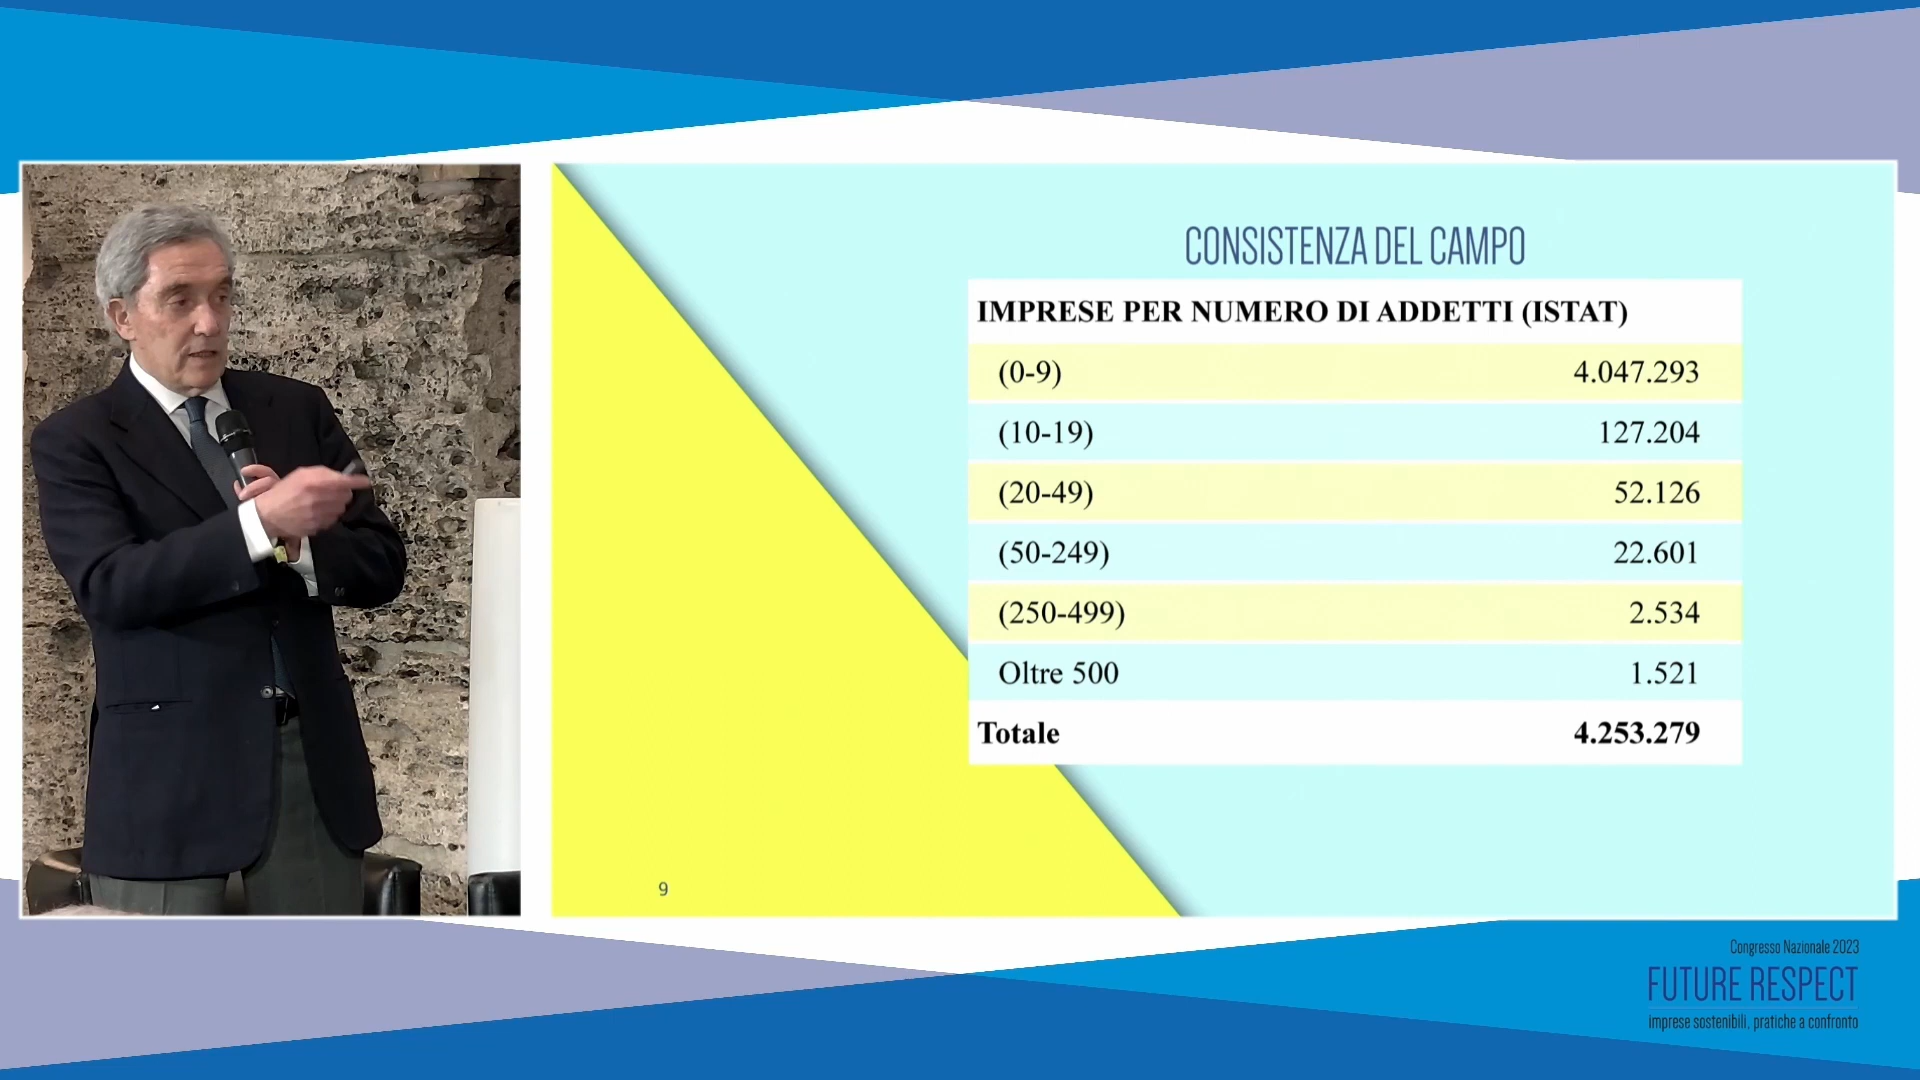 CONSISTENZA DEL CAMPO
IMPRESE PER NUMERO DI ADDETTI (ISTAT)
(0-9) 4.047.293
(10-19) 127.204
(20-49) 52.126
(50-249) 22.601
(250-499) 2.534
Oltre 500 1.521
Totale 4.253.279
9
Congresso Nazionale 2023
FUTURE RESPECT
imprese sostenibili, pratiche a confronto